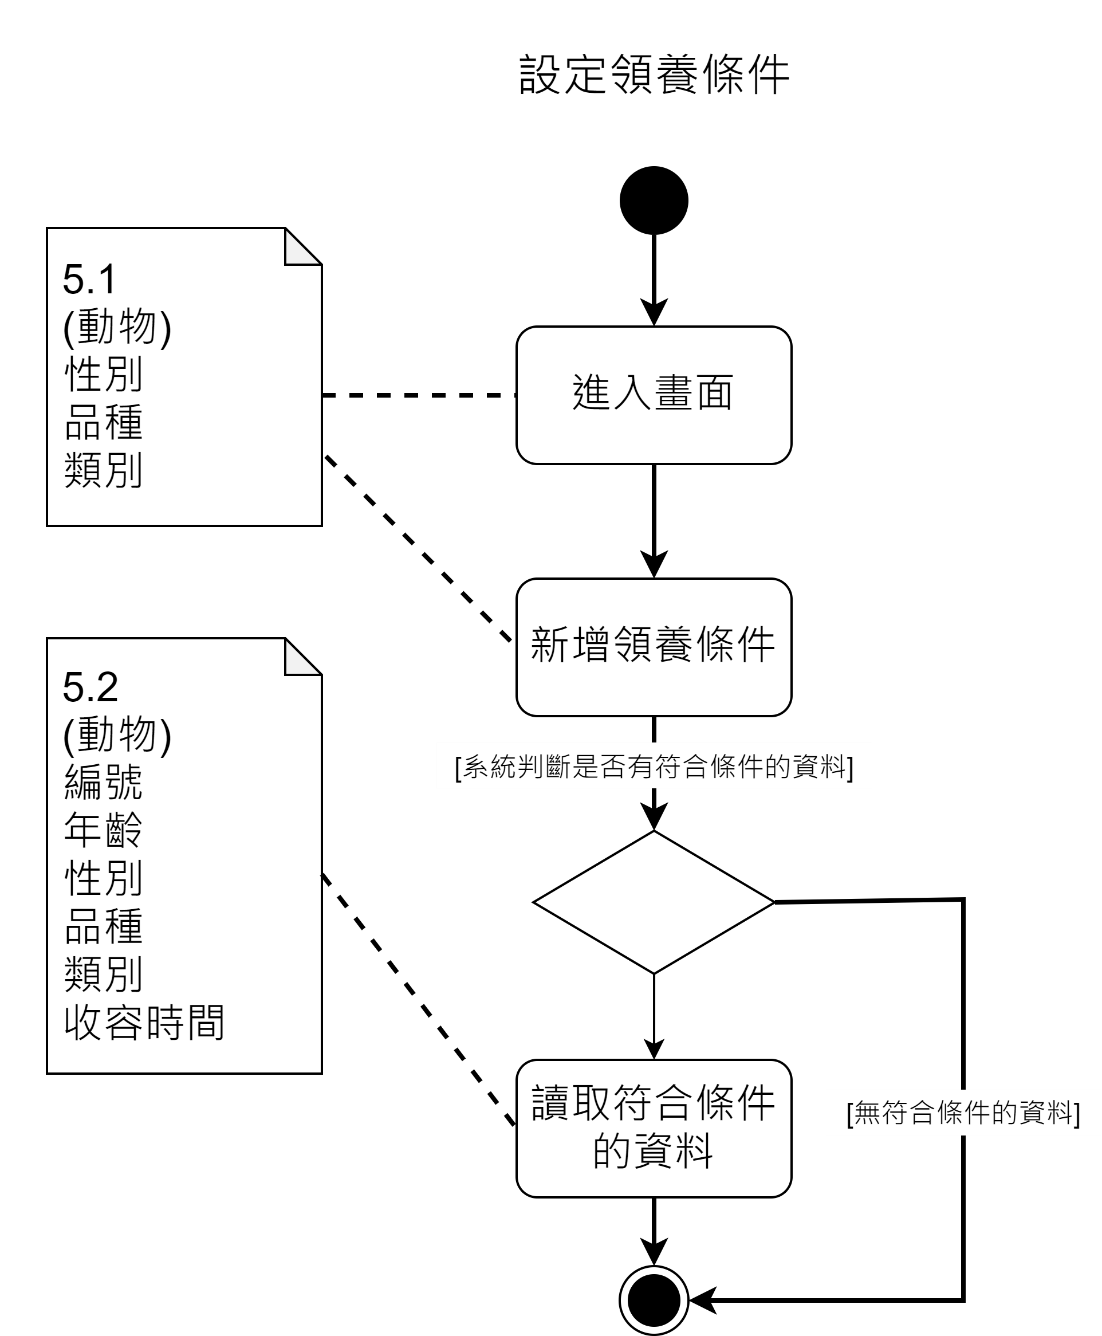 設定領養條件
5.1
(動物)
性別
品種
類別
進入畫面
新增領養條件
5.2
(動物)
編號
年齡
性別
品種
類別
收容時間
[系統判斷是否有符合條件的資料]
讀取符合條件
的資料
[無符合條件的資料]